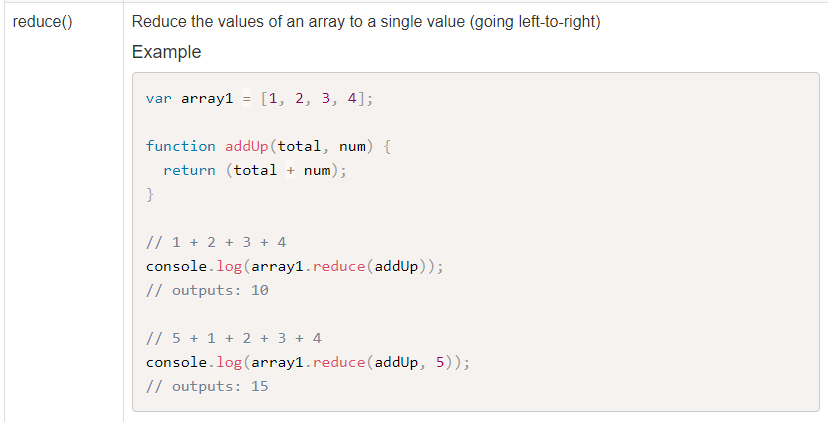 reduce()
Reduce the values of an array to a single value (going left-to-right)
Example
var array1 = [1, 2, 3, 4];
function addUp(total, num) {
  return (total + num);
}
// 1 + 2 + 3 + 4
console.log(array1.reduce(addUp));
// outputs: 10
// 5 + 1 + 2 + 3 + 4
console.log(array1.reduce(addUp, 5));
// outputs: 15